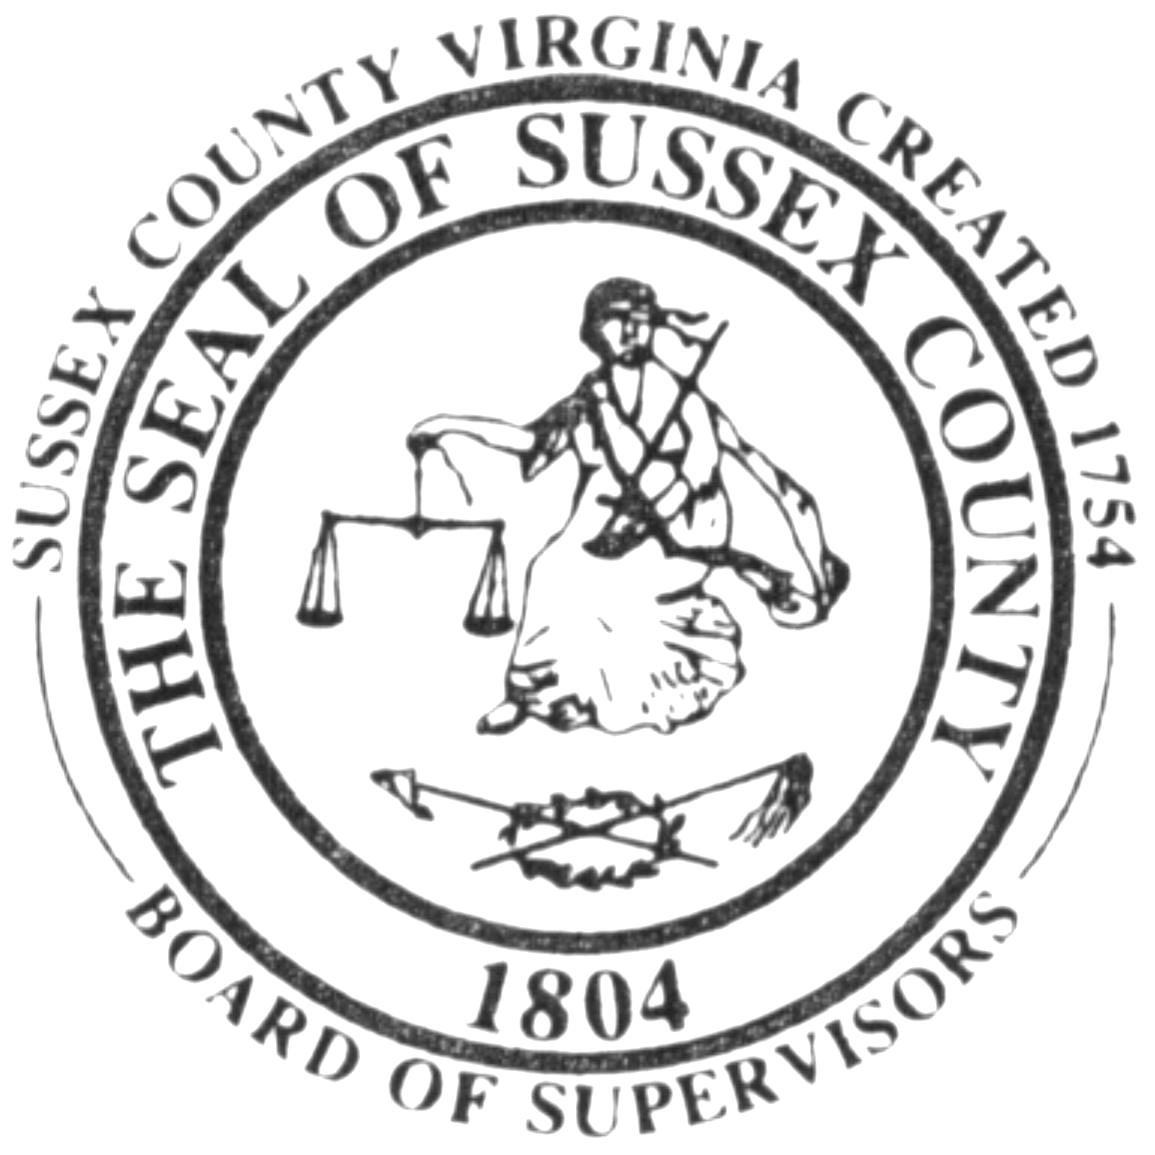 SUSSEX COUNTY VIRGINIA CREATED 1754
THE SEAL OF SUSSEX COUNTY
1804
BOARD OF SUPERVISORS